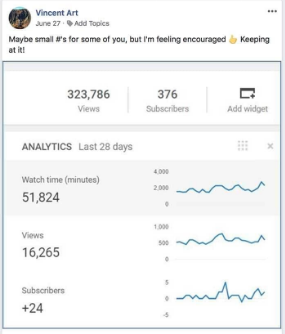 Vincent Art
June 27 · Add Topics
Maybe small #'s for some of you, but I'm feeling encouraged 👍 Keeping
at it!
323,786 376
Views Subscribers Add widget
ANALYTICS Last 28 days
Watch time (minutes)
51,824
4,000
2,000
0
Views
16,265
1,000
500
0
Subscribers
+24
5
0
-5